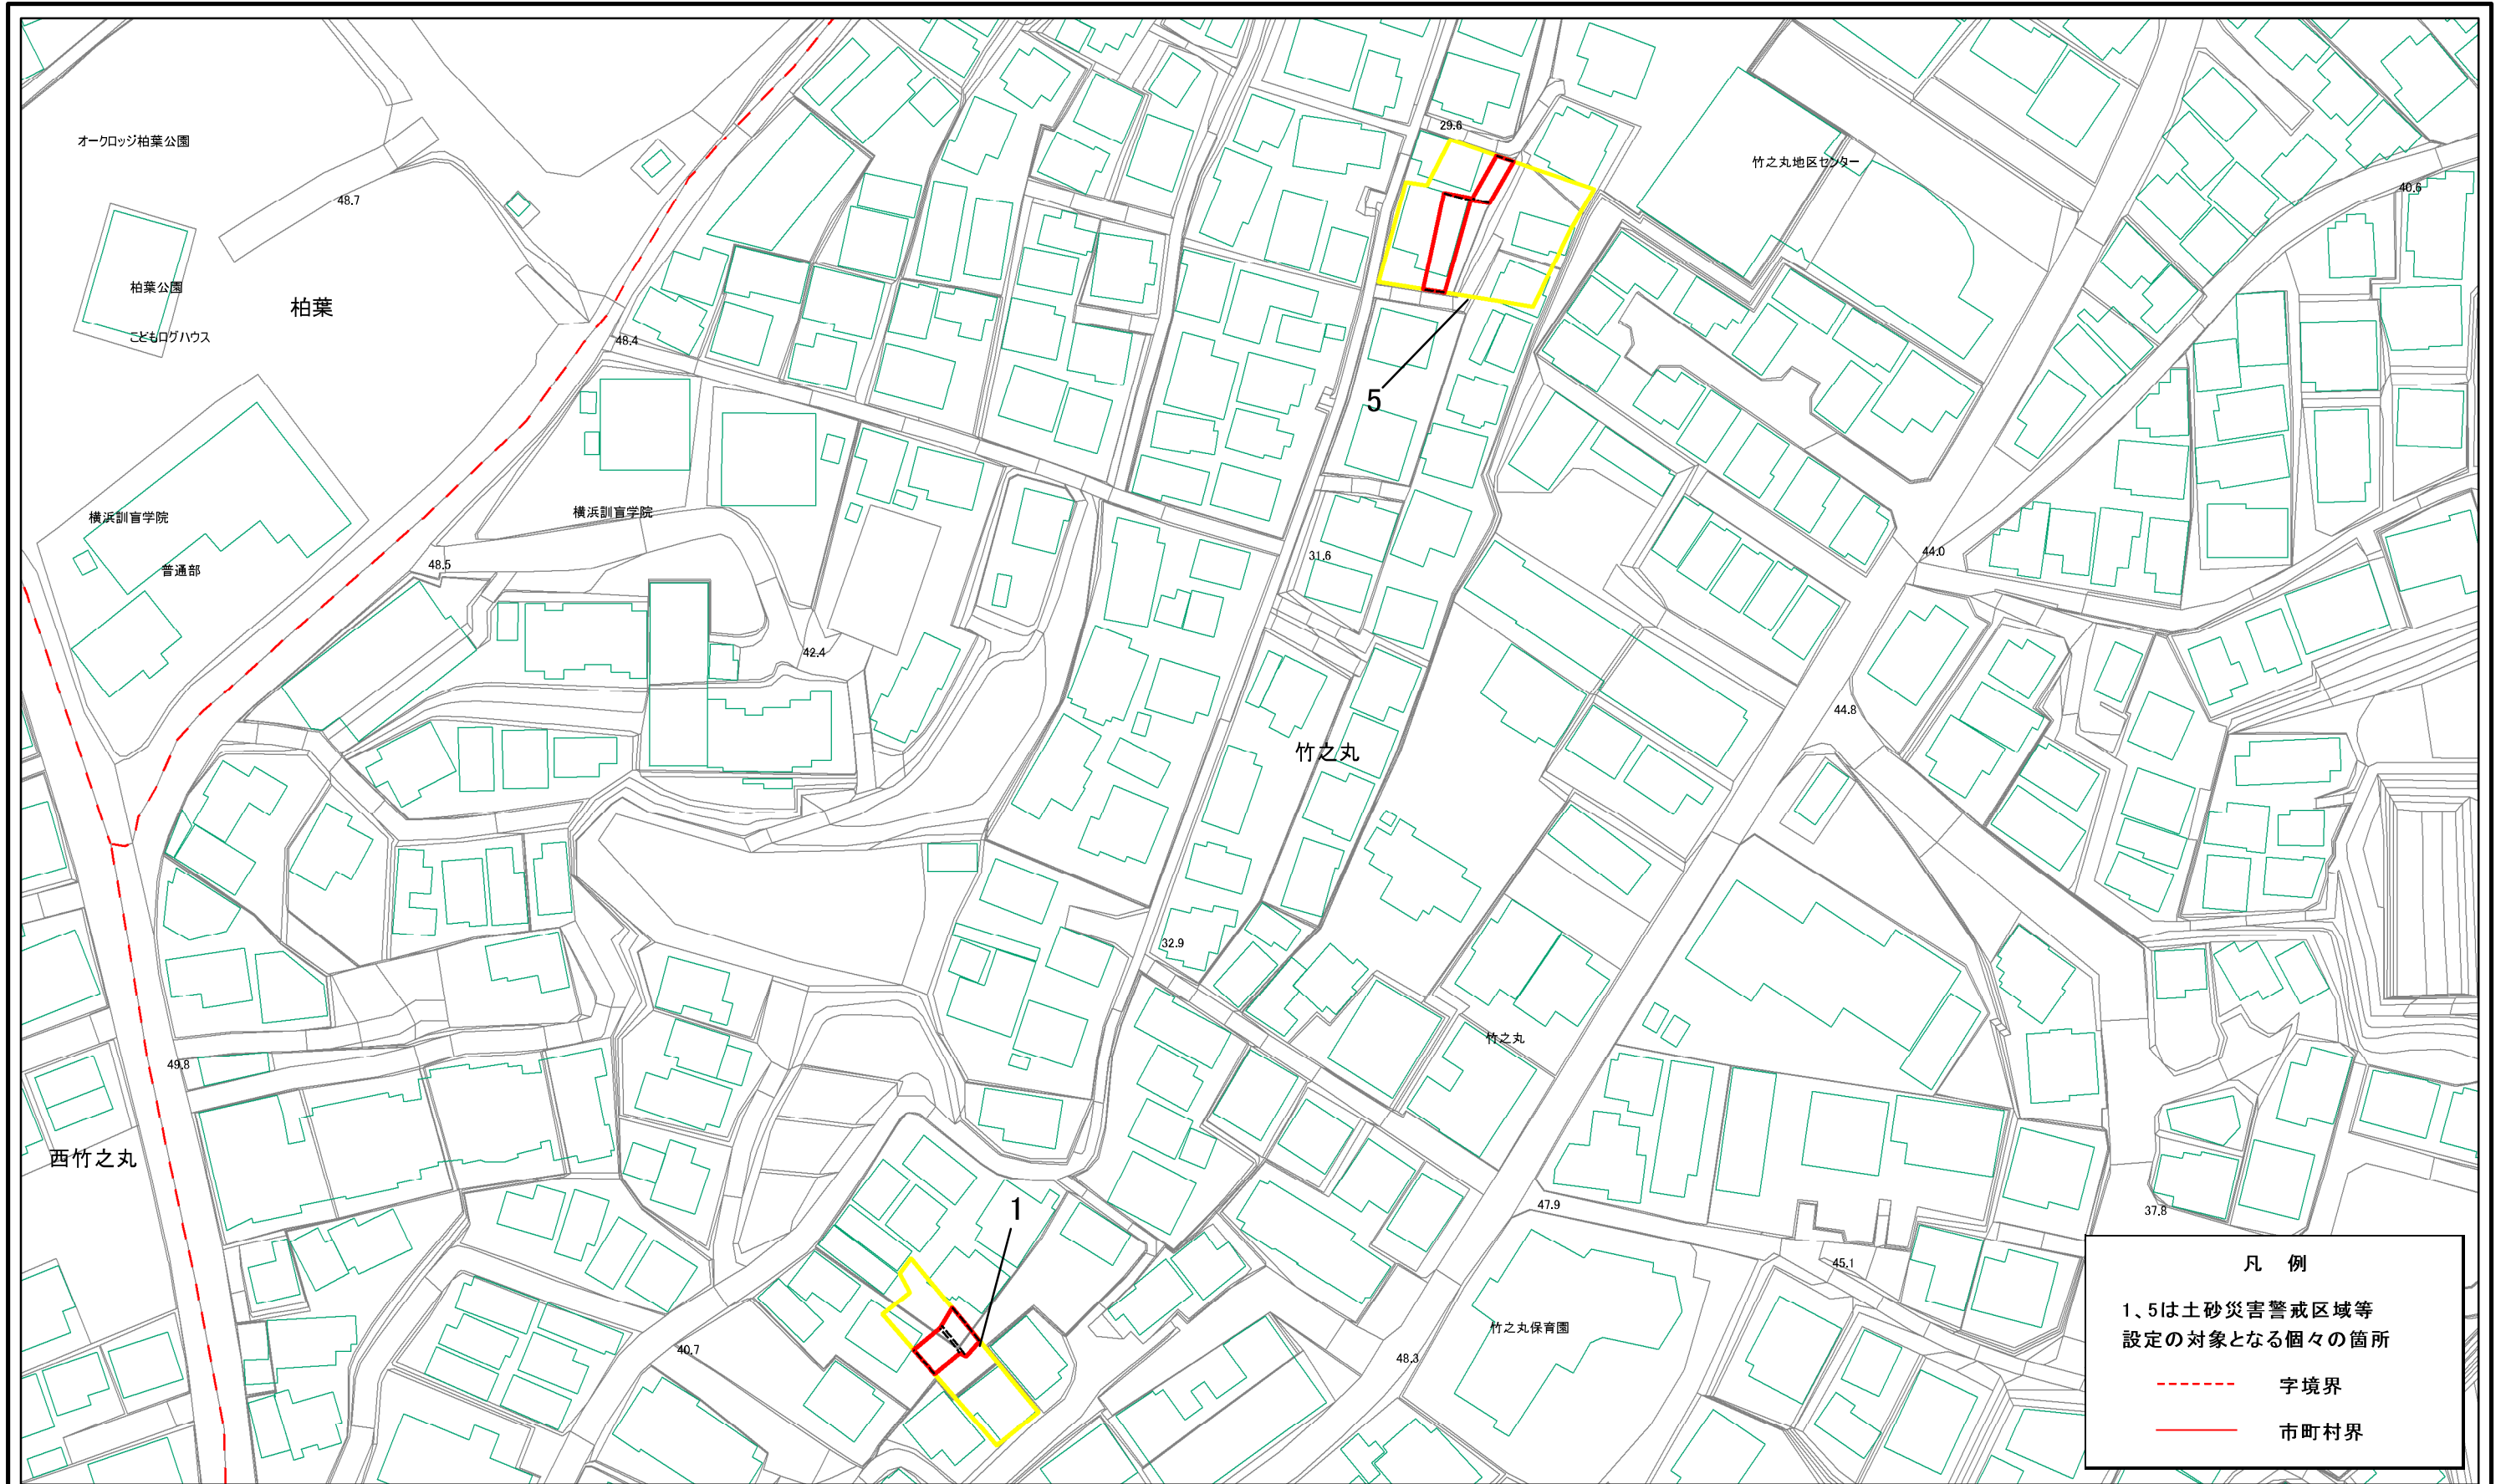 29.6
オークロッジ柏葉公園
竹之丸地区センター
40.6
48.7
柏葉公園
柏葉
こどもログハウス
48.4
5
横浜訓盲学院
横浜訓盲学院
普通部
48.5
31.6
44.0
42.4
44.8
竹之丸
32.9
竹之丸
49.8
西竹之丸
1
47.9
37.8
45.1
竹之丸保育園
40.7
48.3
凡 例
1、5は土砂災害警戒区域等
設定の対象となる個々の箇所
字境界
市町村界